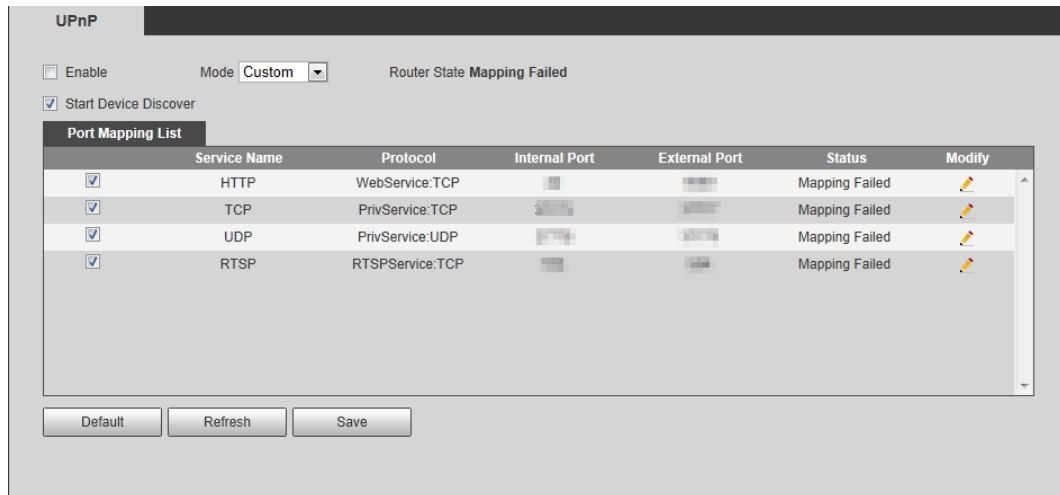 UPnP
Enable Mode Custom Router State Mapping Failed
Start Device Discover
Port Mapping List
Service Name Protocol Internal Port External Port Status Modify
HTTP WebService:TCP Mapping Failed
TCP PrivService:TCP Mapping Failed
UDP PrivService:UDP Mapping Failed
RTSP RTSPService:TCP Mapping Failed
Default Refresh Save